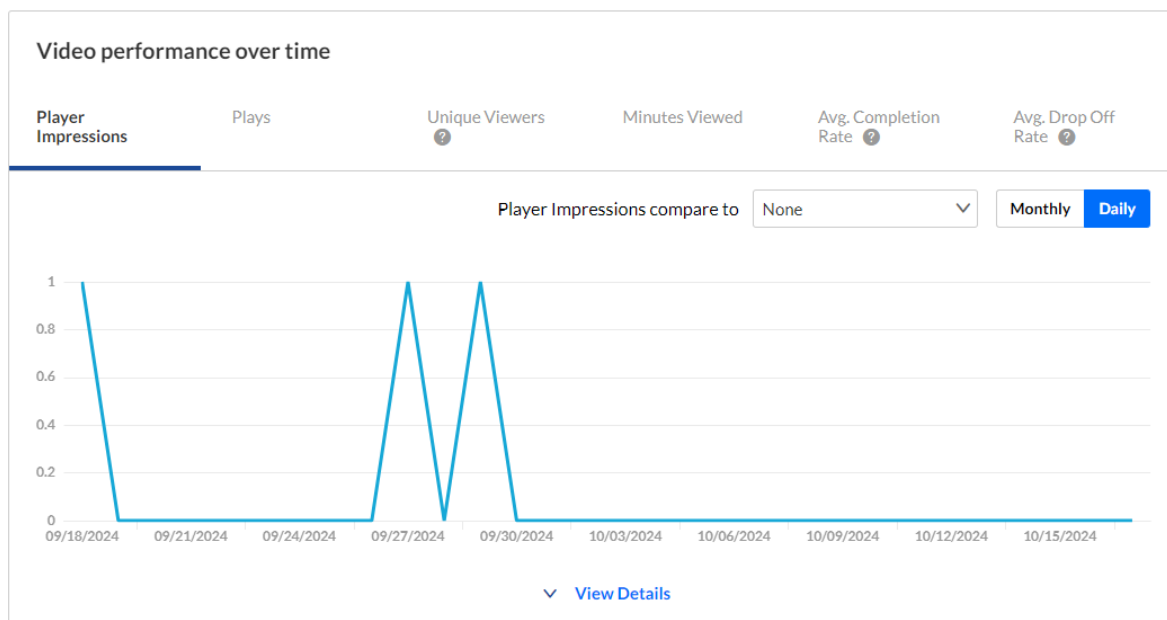 Video performance over time
Player Impressions
Plays
Unique Viewers ?
Minutes Viewed
Avg. Completion Rate ?
Avg. Drop Off Rate ?
Player Impressions compare to None Monthly Daily
1
0.8
0.6
0.4
0.2
0
09/18/2024 09/21/2024 09/24/2024 09/27/2024 09/30/2024 10/03/2024 10/06/2024 10/09/2024 10/12/2024 10/15/2024
View Details